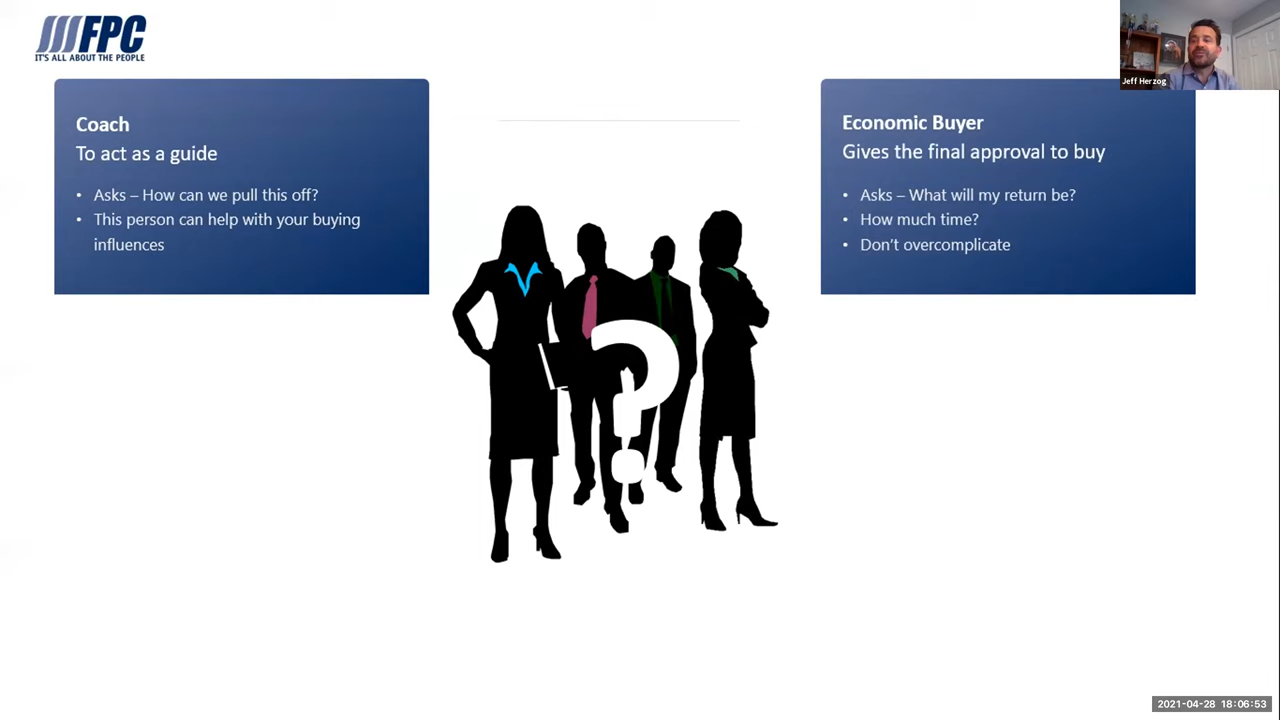 FPC
IT'S ALL ABOUT THE PEOPLE
Coach
To act as a guide
• Asks – How can we pull this off?
• This person can help with your buying
influences
Economic Buyer
Gives the final approval to buy
• Asks – What will my return be?
• How much time?
• Don't overcomplicate
?
Jeff Herzog
2021-04-28 18:06:53